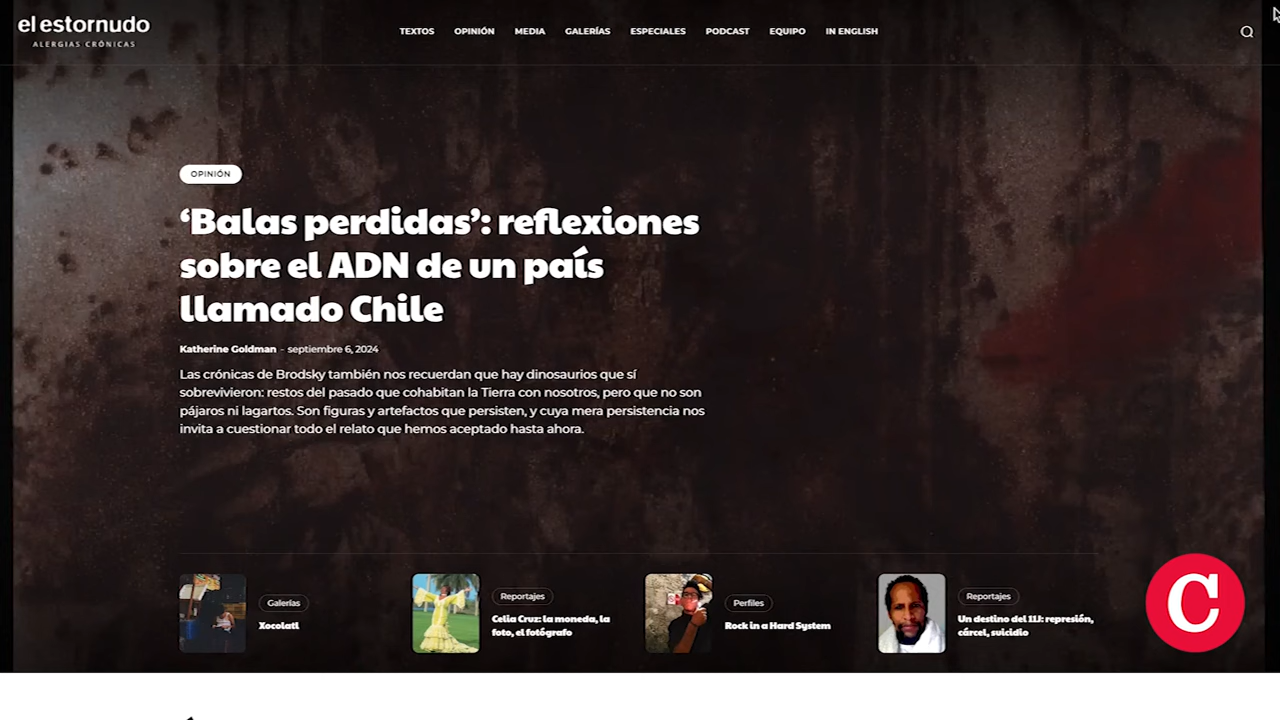 el estornudo
ALERGIAS CRÓNICAS
TEXTOS
OPINIÓN
MEDIA
GALERÍAS
ESPECIALES
PODCAST
EQUIPO
IN ENGLISH
OPINIÓN
‘Balas perdidas’: reflexiones
sobre el ADN de un país
llamado Chile
Katherine Goldman - septiembre 6, 2024
Las crónicas de Brodsky también nos recuerdan que hay dinosaurios que sí
sobrevivieron: restos del pasado que cohabitan la Tierra con nosotros, pero que no son
pájaros ni lagartos. Son figuras y artefactos que persisten, y cuya mera persistencia nos
invita a cuestionar todo el relato que hemos aceptado hasta ahora.
Galerías
Xocolatl
Reportajes
Celia Cruz: la moneda, la
foto, el fotógrafo
Perfiles
Rock in a Hard System
Reportajes
Un destino del 11J: represión,
cárcel, suicidio
C